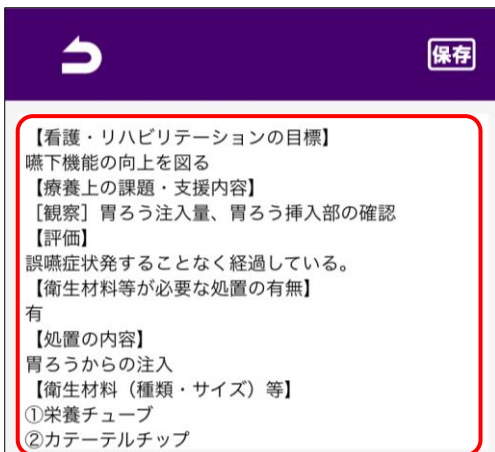 保存
【看護・リハビリテーションの目標】
嚥下機能の向上を図る
【療養上の課題・支援内容】
［観察］胃ろう注入量、胃ろう挿入部の確認
【評価】
誤嚥症状発することなく経過している。
【衛生材料等が必要な処置の有無】
有
【処置の内容】
胃ろうからの注入
【衛生材料（種類・サイズ）等】
①栄養チューブ
②カテーテルチップ